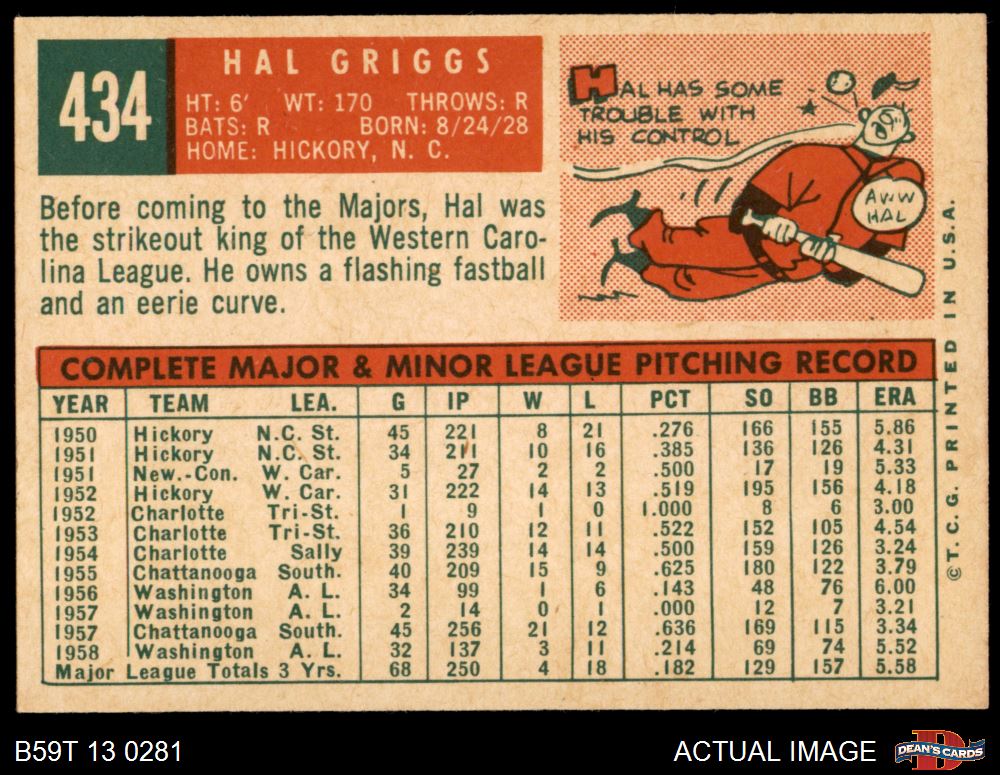 434
HAL GRIGGS
HT: 6' WT: 170 THROWS: R
BATS: R BORN: 8/24/28
HOME: HICKORY, N. C.
HAL HAS SOME
TROUBLE WITH
HIS CONTROL
AWW
HAL
Before coming to the Majors, Hal was
the strikeout king of the Western Caro-
lina League. He owns a flashing fastball
and an eerie curve.
COMPLETE MAJOR & MINOR LEAGUE PITCHING RECORD
YEAR TEAM LEA. G IP W L PCT SO BB ERA
1950 Hickory N.C. St. 45 221 8 21 .276 166 155 5.86
1951 Hickory N.C. St. 34 211 10 16 .385 136 126 4.31
1951 New.-Con. W. Car. 5 27 2 2 .500 17 19 5.33
1952 Hickory W. Car. 31 222 14 13 .519 195 156 4.18
1952 Charlotte Tri-St. 1 9 1 0 1.000 8 6 3.00
1953 Charlotte Tri-St. 36 210 12 11 .522 152 105 4.54
1954 Charlotte Sally 39 239 14 14 .500 159 126 3.24
1955 Chattanooga South. 40 209 15 9 .625 180 122 3.79
1956 Washington A. L. 34 99 1 6 .143 48 76 6.00
1957 Washington A. L. 2 14 0 1 .000 12 7 3.21
1957 Chattanooga South. 45 256 21 12 .636 169 115 3.34
1958 Washington A. L. 32 137 3 11 .214 69 74 5.52
Major League Totals 3 Yrs. 68 250 4 18 .182 129 157 5.58
© T. C. G. PRINTED IN U.S.A.
B59T 13 0281
ACTUAL IMAGE
DEAN'S CARDS